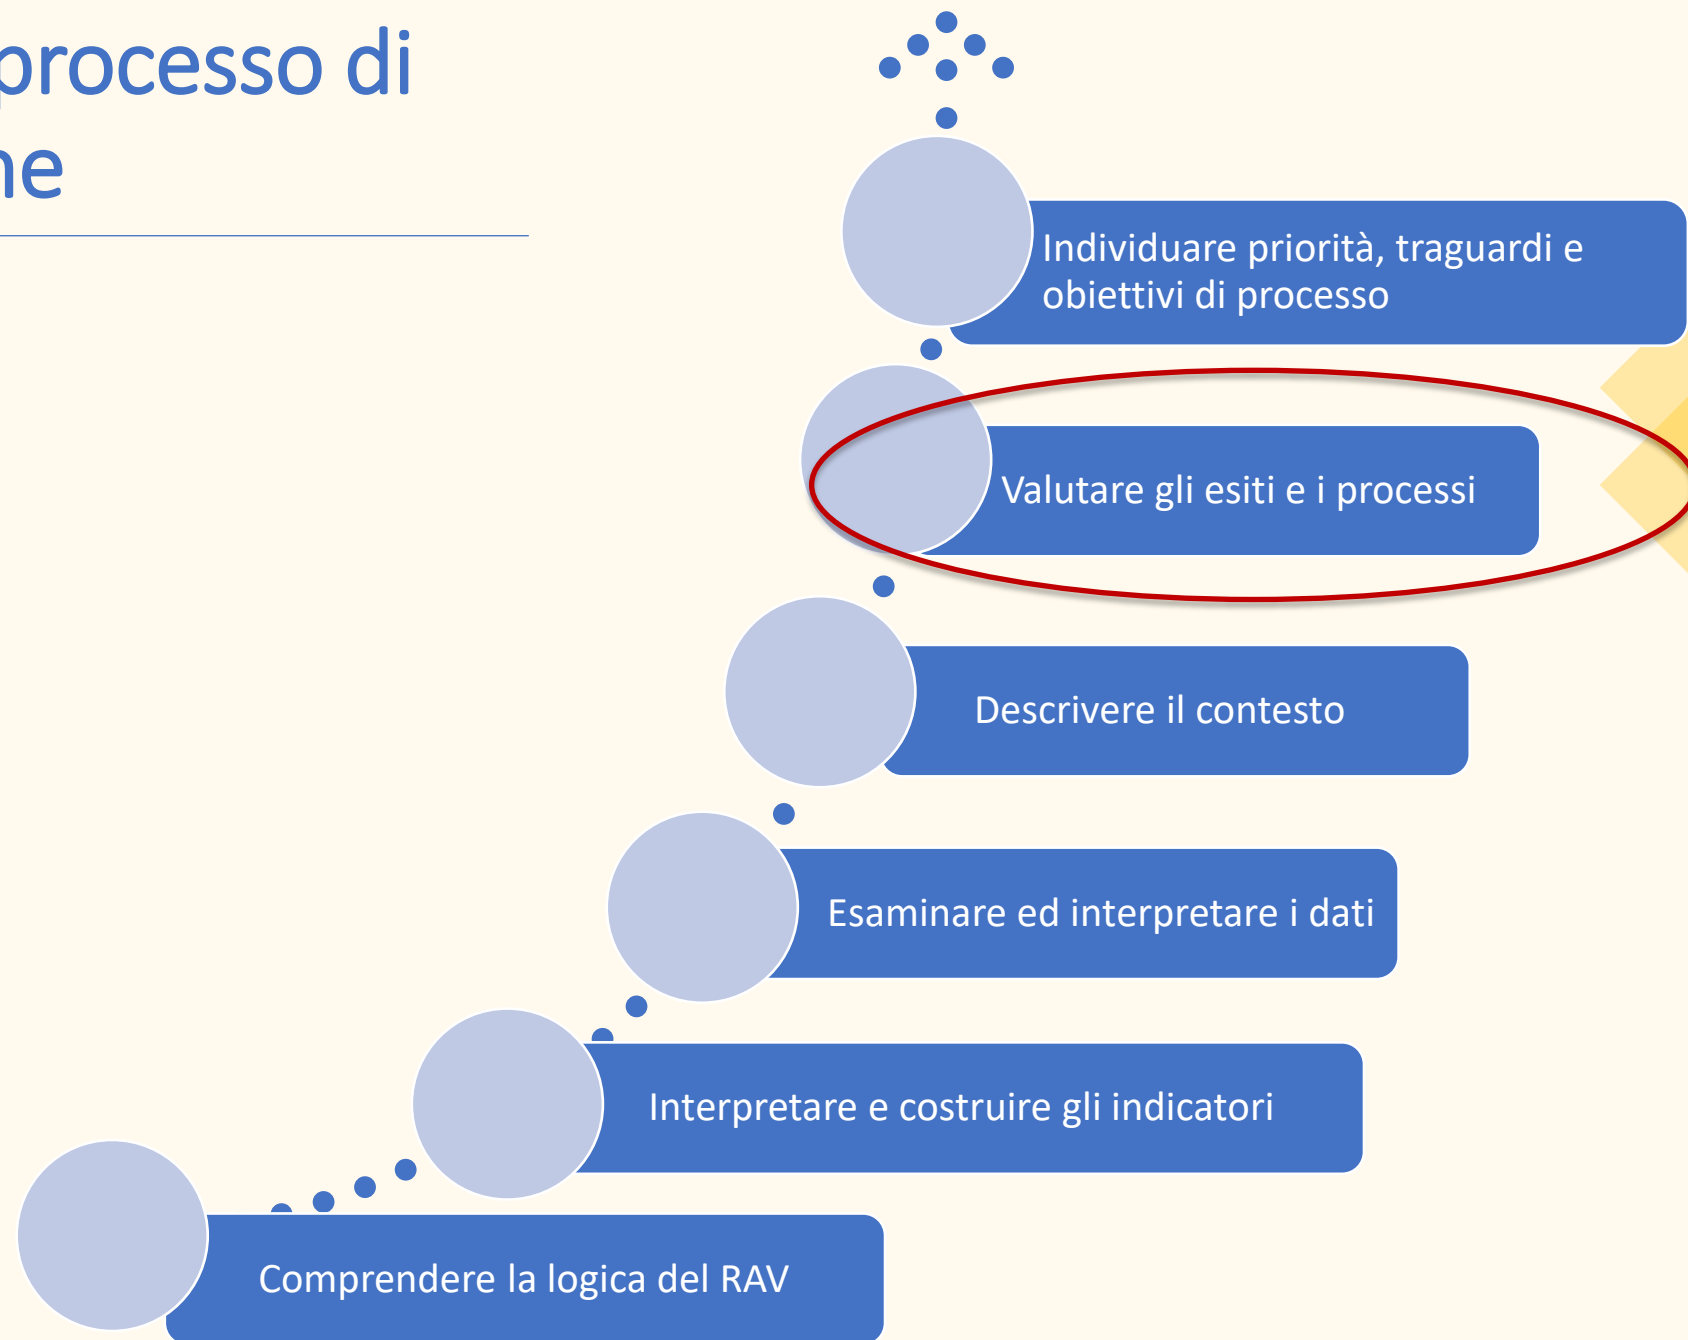 processo di
ne
Individuare priorità, traguardi e
obiettivi di processo
Valutare gli esiti e i processi
Descrivere il contesto
Esaminare ed interpretare i dati
Interpretare e costruire gli indicatori
Comprendere la logica del RAV